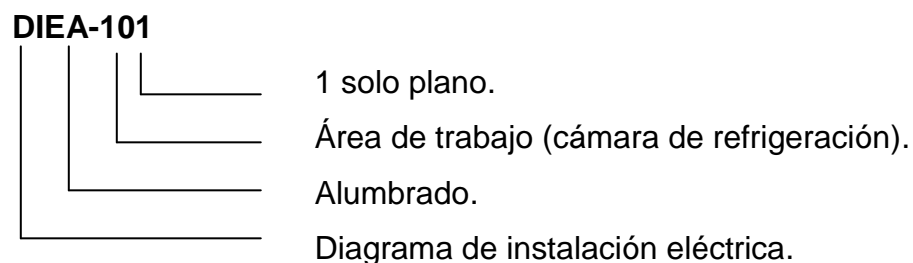 DIEA-101
1 solo plano.
Área de trabajo (cámara de refrigeración).
Alumbrado.
Diagrama de instalación eléctrica.